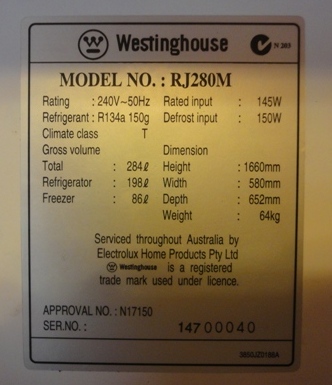 Westinghouse N 203
MODEL NO. : RJ280M
Rating : 240V~50Hz Rated input : 145W
Refrigerant : R134a 150g Defrost input : 150W
Climate class T
Gross volume Dimension
Total : 284ℓ Height : 1660mm
Refrigerator : 198ℓ Width : 580mm
Freezer : 86ℓ Depth : 652mm
Weight : 64kg
Serviced throughout Australia by
Electrolux Home Products Pty Ltd
Westinghouse is a registered
trade mark used under licence.
APPROVAL NO. : N17150
SER.NO. : 14700040